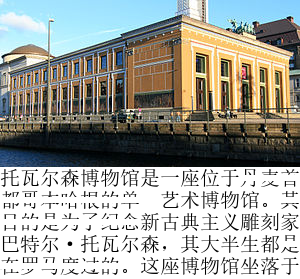 托瓦尔森博物馆是一座位于丹麦首
都哥本哈根的单一艺术博物馆。其
目的是为了纪念新古典主义雕刻家
巴特尔·托瓦尔森，其大半生都是
在罗马度过的。这座博物馆坐落于